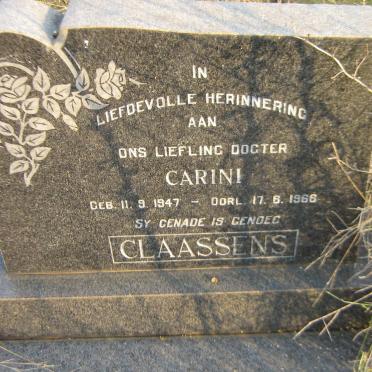 IN
LIEFDEVOLLE HERINNERING
AAN
ONS LIEFLING DOGTER
CARINI
GEB. 11. 9. 1947 - OORL. 17. 6. 1966
SY GENADE IS GENOEG
CLAASSENS